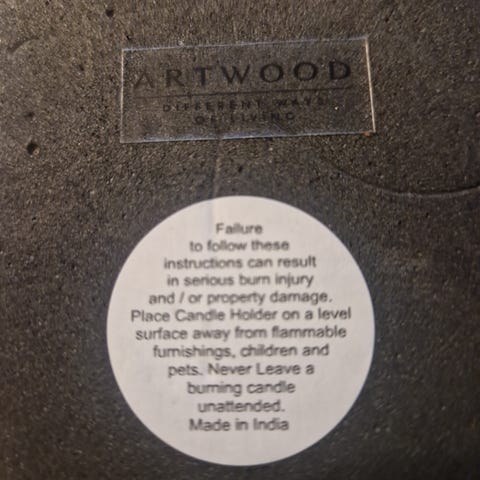 ARTWOOD
DIFFERENT WAYS
OF LIVING
Failure
to follow these
instructions can result
in serious burn injury
and / or property damage.
Place Candle Holder on a level
surface away from flammable
furnishings, children and
pets. Never Leave a
burning candle
unattended.
Made in India